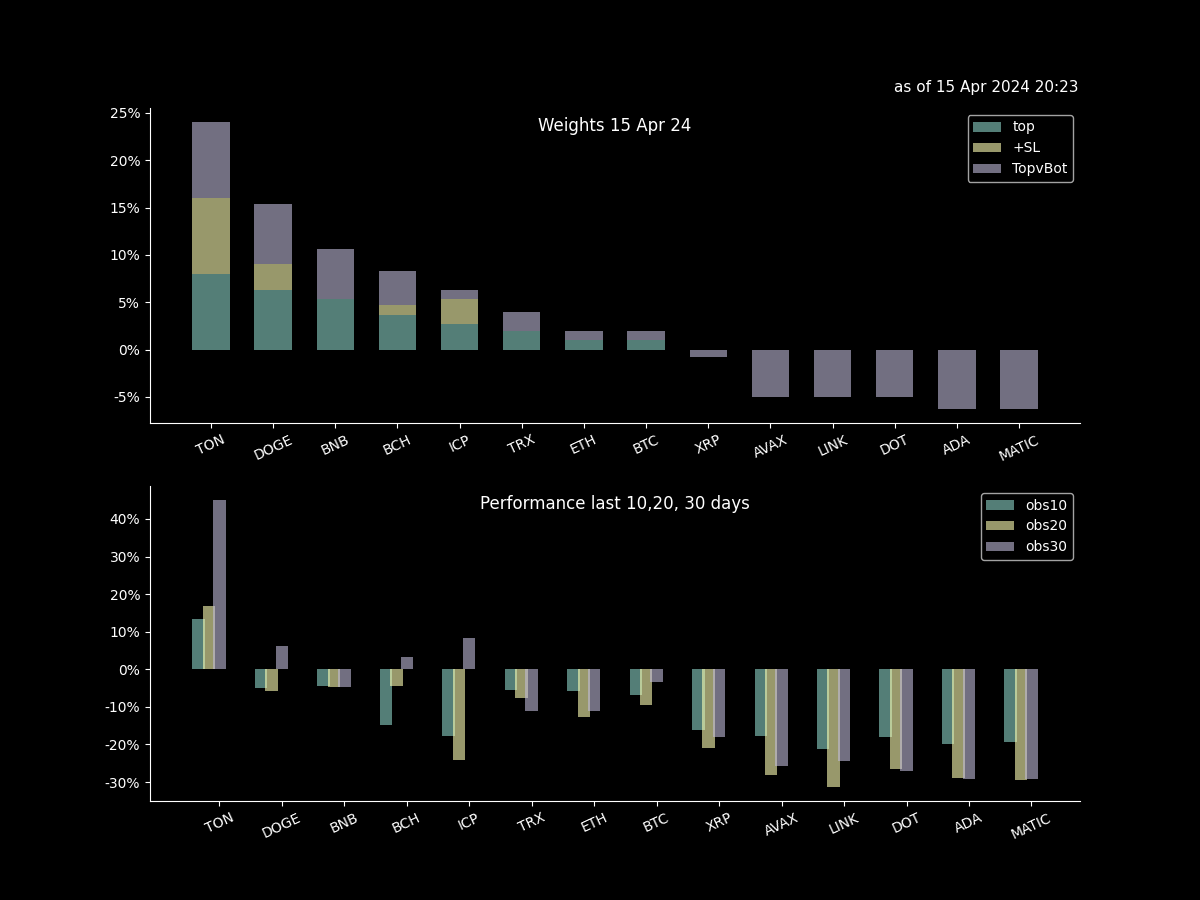 as of 15 Apr 2024 20:23
Weights 15 Apr 24
top
+SL
TopvBot
25%
20%
15%
10%
5%
0%
-5%
TON DOGE BNB BCH ICP TRX ETH BTC XRP AVAX LINK DOT ADA MATIC
Performance last 10,20, 30 days
obs10
obs20
obs30
40%
30%
20%
10%
0%
-10%
-20%
-30%
TON DOGE BNB BCH ICP TRX ETH BTC XRP AVAX LINK DOT ADA MATIC